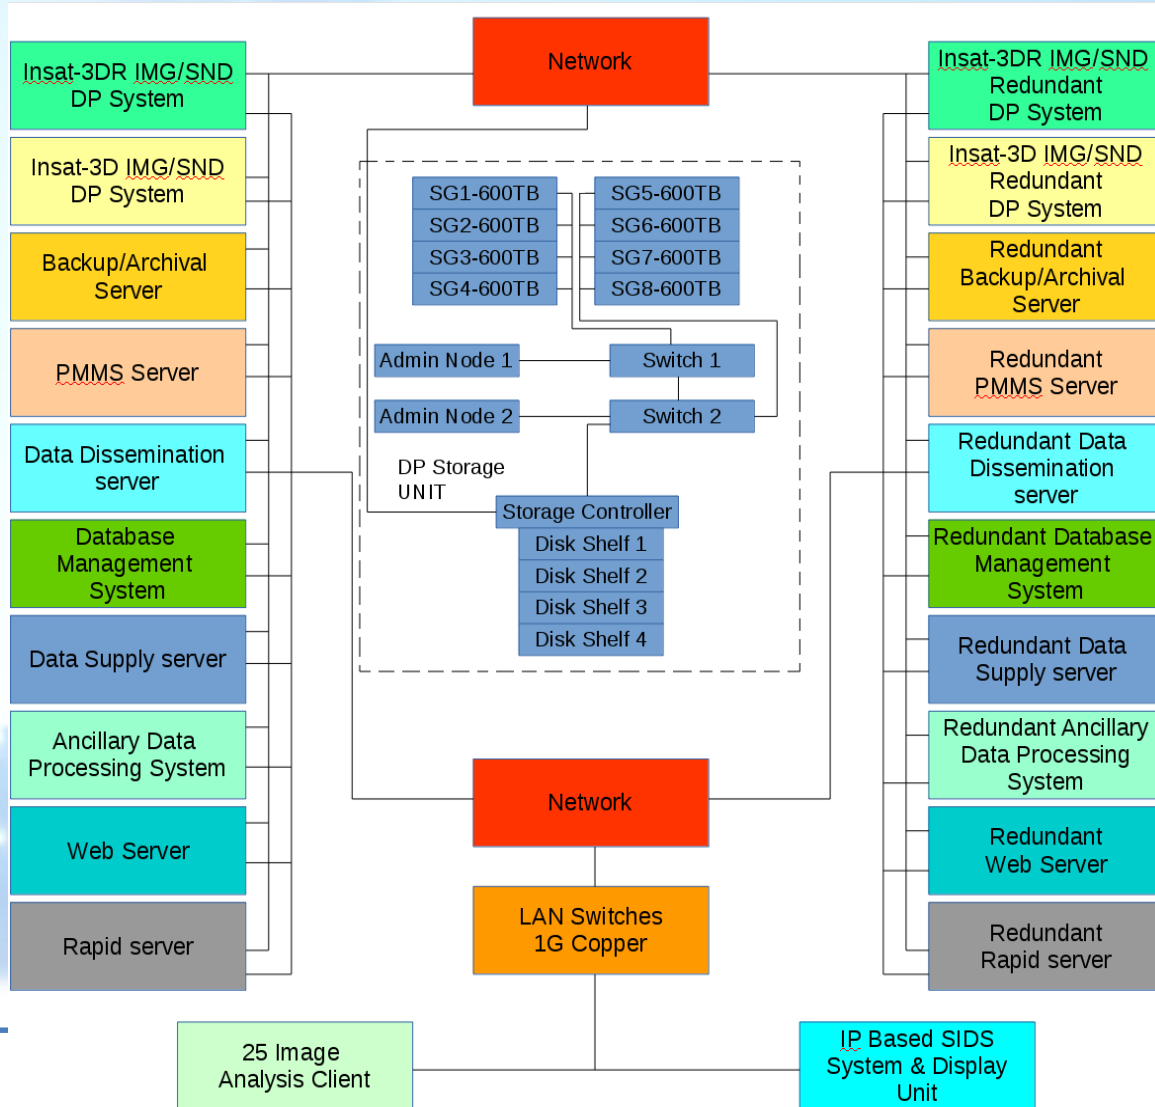 Network
Insat-3DR IMG/SND
DP System
Insat-3D IMG/SND
DP System
Backup/Archival
Server
PMMS Server
Data Dissemination
server
Database
Management
System
Data Supply server
Ancillary Data
Processing System
Web Server
Rapid server
SG1-600TB
SG2-600TB
SG3-600TB
SG4-600TB
SG5-600TB
SG6-600TB
SG7-600TB
SG8-600TB
Admin Node 1
Switch 1
Admin Node 2
Switch 2
DP Storage
UNIT
Storage Controller
Disk Shelf 1
Disk Shelf 2
Disk Shelf 3
Disk Shelf 4
Network
LAN Switches
1G Copper
25 Image
Analysis Client
IP Based SIDS
System & Display
Unit
Insat-3DR IMG/SND
Redundant
DP System
Insat-3D IMG/SND
Redundant
DP System
Redundant
Backup/Archival
Server
Redundant
PMMS Server
Redundant Data
Dissemination
server
Redundant Database
Management
System
Redundant Data
Supply server
Redundant Ancillary
Data Processing
System
Redundant
Web Server
Redundant
Rapid server